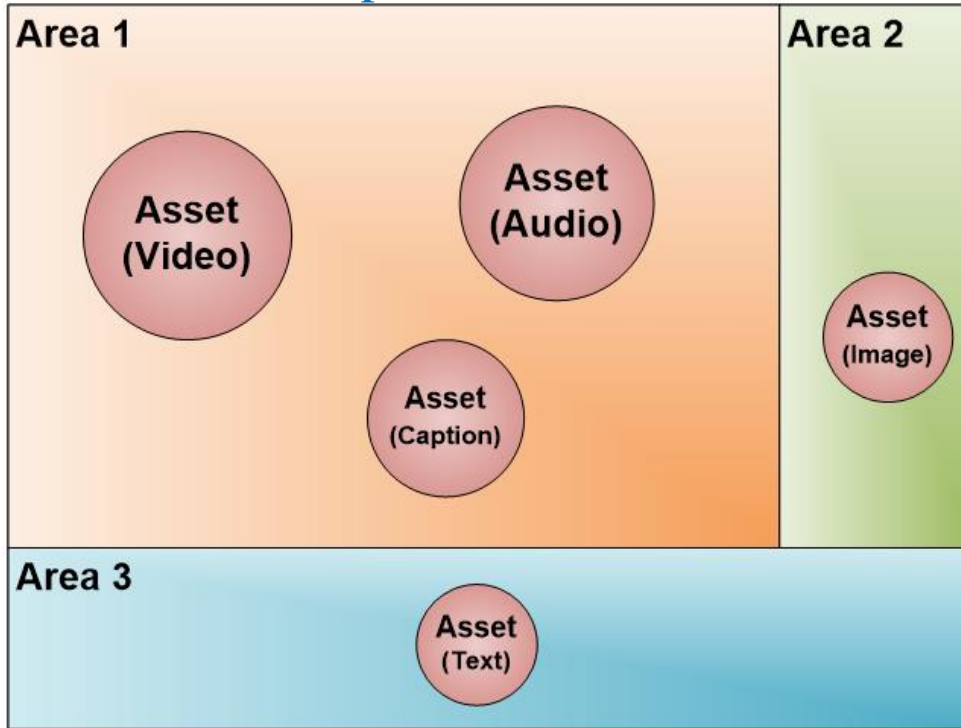 Area 1
Area 2
Asset
(Video)
Asset
(Audio)
Asset
(Image)
Asset
(Caption)
Area 3
Asset
(Text)